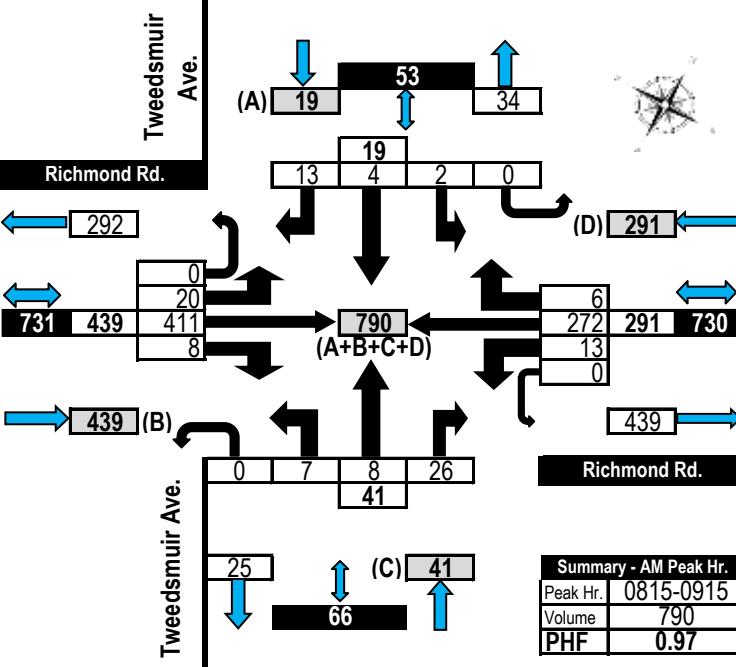 Tweedsmuir
Ave.
53
(A) 19 34
19
13 4 2 0
Richmond Rd.
292
(D) 291
0
20
731 439 411
8
790
(A+B+C+D)
6
272 291 730
13
0
439 (B)
439
0 7 8 26
41
Richmond Rd.
Tweedsmuir Ave.
25
(C) 41
66
Summary - AM Peak Hr.
Peak Hr. 0815-0915
Volume 790
PHF 0.97